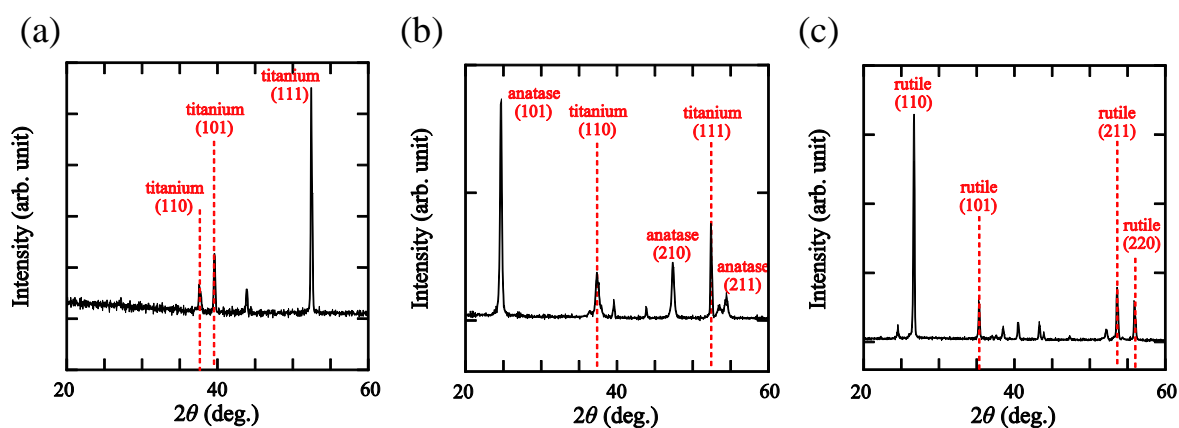 (a)
titanium
(111)
titanium
(101)
titanium
(110)
Intensity (arb. unit)
20
40
60
2θ (deg.)
(b)
anatase
(101)
titanium
(110)
titanium
(111)
anatase
(210)
anatase
(211)
Intensity (arb. unit)
20
40
60
2θ (deg.)
(c)
rutile
(110)
rutile
(211)
rutile
(101)
rutile
(220)
Intensity (arb. unit)
20
40
60
2θ (deg.)